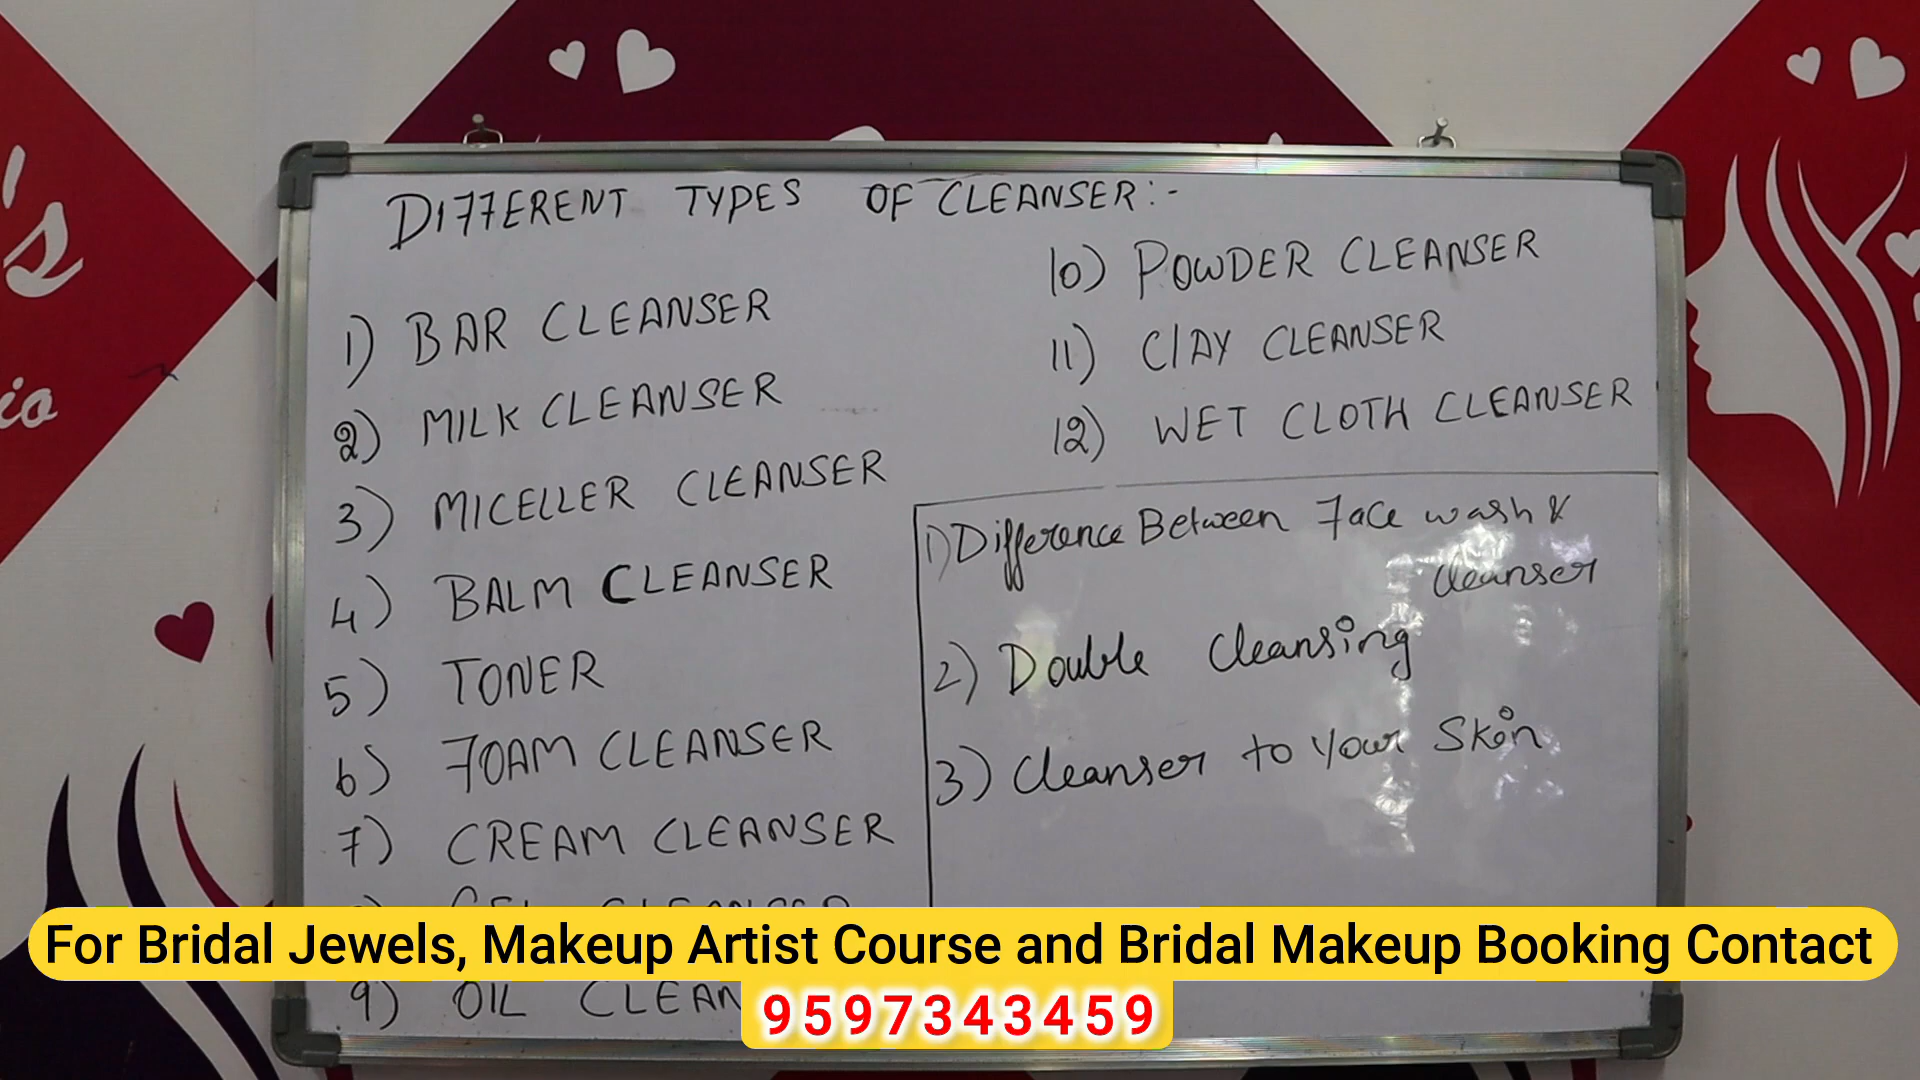 's
io
DIFFERENT TYPES OF CLEANSER:-
1) BAR CLEANSER
2) MILK CLEANSER
3) MICELLER CLEANSER
4) BALM CLEANSER
5) TONER
6) FOAM CLEANSER
7) CREAM CLEANSER
GEL CLEANSER
9) OIL CLEAN
10) POWDER CLEANSER
11) ClAY CLEANSER
12) WET CLOTH CLEANSER
1) Difference Between Face wash &
cleanser
2) Double Cleansing
3) Cleanser to Your Skin
For Bridal Jewels, Makeup Artist Course and Bridal Makeup Booking Contact
9597343459